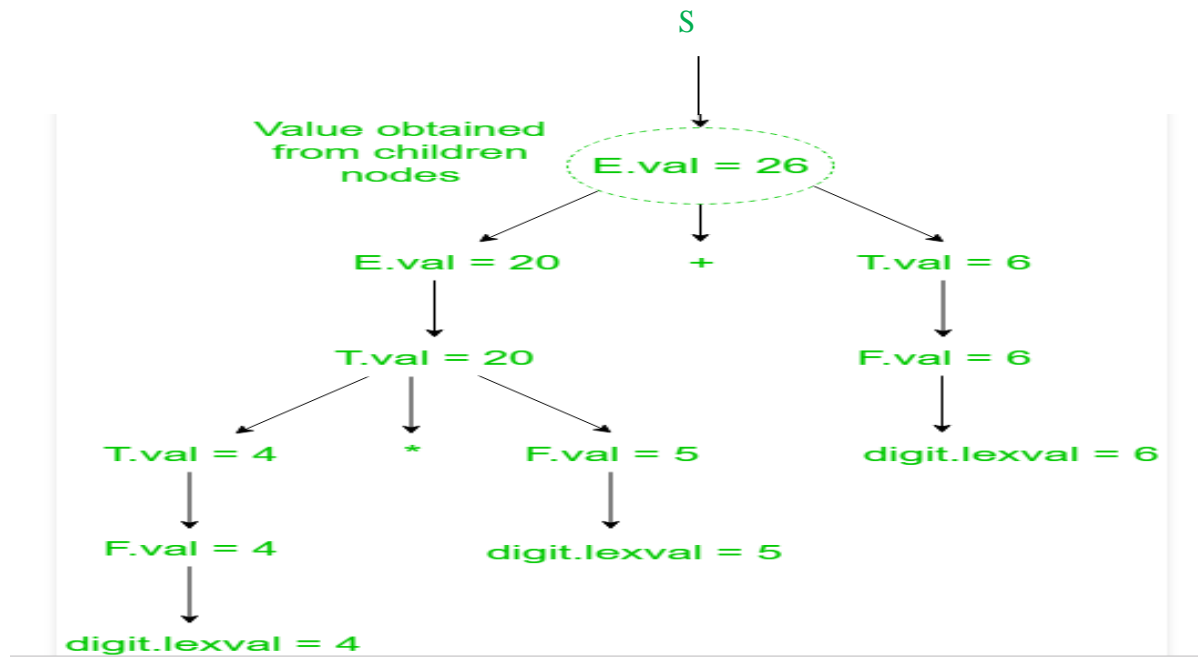 S
Value obtained
from children
nodes
E.val = 26
E.val = 20
+
T.val = 6
T.val = 20
F.val = 6
T.val = 4
*
F.val = 5
digit.lexval = 6
F.val = 4
digit.lexval = 5
digit.lexval = 4